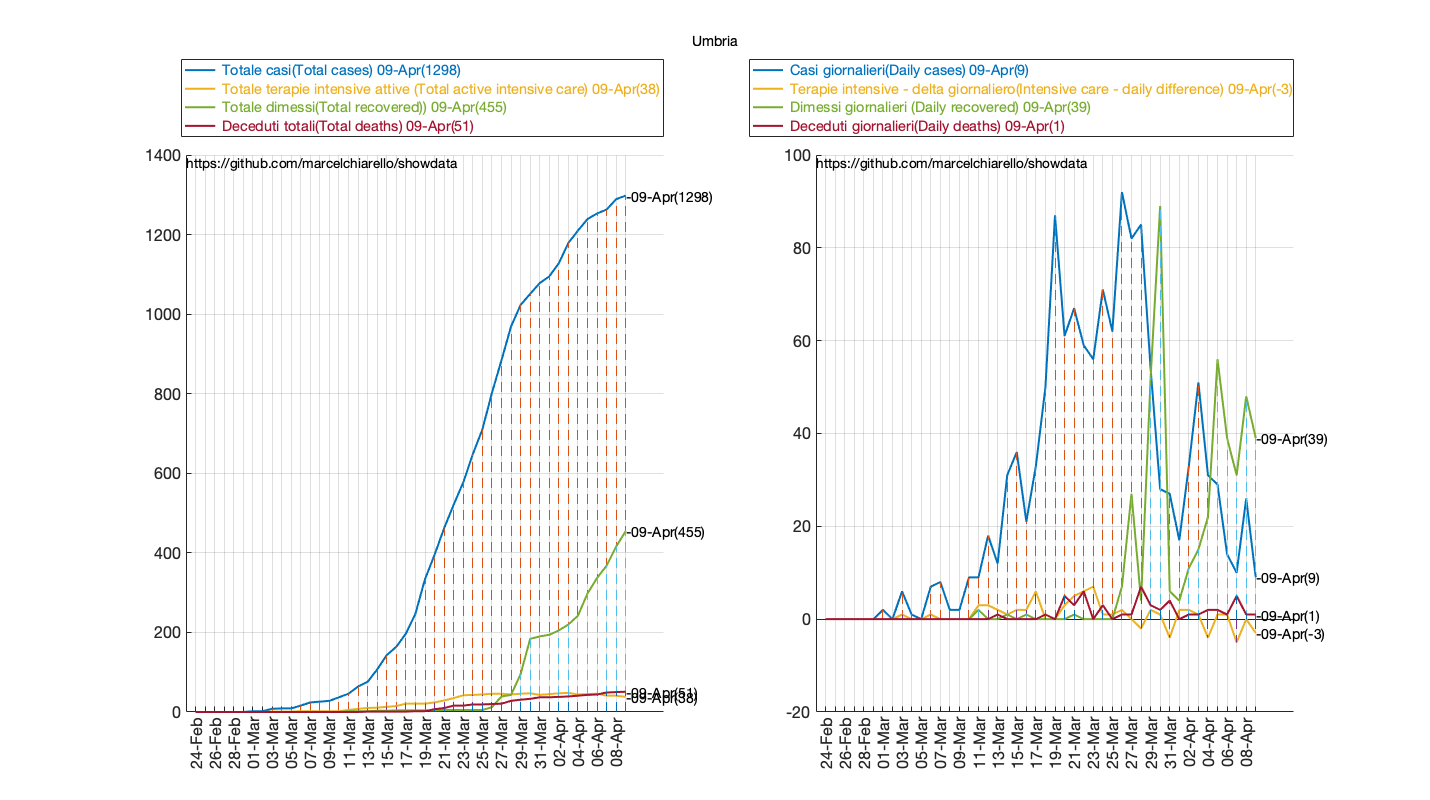 Umbria
Totale casi(Total cases) 09-Apr(1298)
Totale terapie intensive attive (Total active intensive care) 09-Apr(38)
Totale dimessi(Total recovered)) 09-Apr(455)
Deceduti totali(Total deaths) 09-Apr(51)
1400
1200
1000
800
600
400
200
0
https://github.com/marcelchiarello/showdata
-09-Apr(1298)
-09-Apr(455)
-09-Apr(51)
-09-Apr(38)
24-Feb
26-Feb
28-Feb
01-Mar
03-Mar
05-Mar
07-Mar
09-Mar
11-Mar
13-Mar
15-Mar
17-Mar
19-Mar
21-Mar
23-Mar
25-Mar
27-Mar
29-Mar
31-Mar
02-Apr
04-Apr
06-Apr
08-Apr
Casi giornalieri(Daily cases) 09-Apr(9)
Terapie intensive - delta giornaliero(Intensive care - daily difference) 09-Apr(-3)
Dimessi giornalieri (Daily recovered) 09-Apr(39)
Deceduti giornalieri(Daily deaths) 09-Apr(1)
100
80
60
40
20
0
-20
https://github.com/marcelchiarello/showdata
-09-Apr(39)
-09-Apr(9)
-09-Apr(1)
-09-Apr(-3)
24-Feb
26-Feb
28-Feb
01-Mar
03-Mar
05-Mar
07-Mar
09-Mar
11-Mar
13-Mar
15-Mar
17-Mar
19-Mar
21-Mar
23-Mar
25-Mar
27-Mar
29-Mar
31-Mar
02-Apr
04-Apr
06-Apr
08-Apr